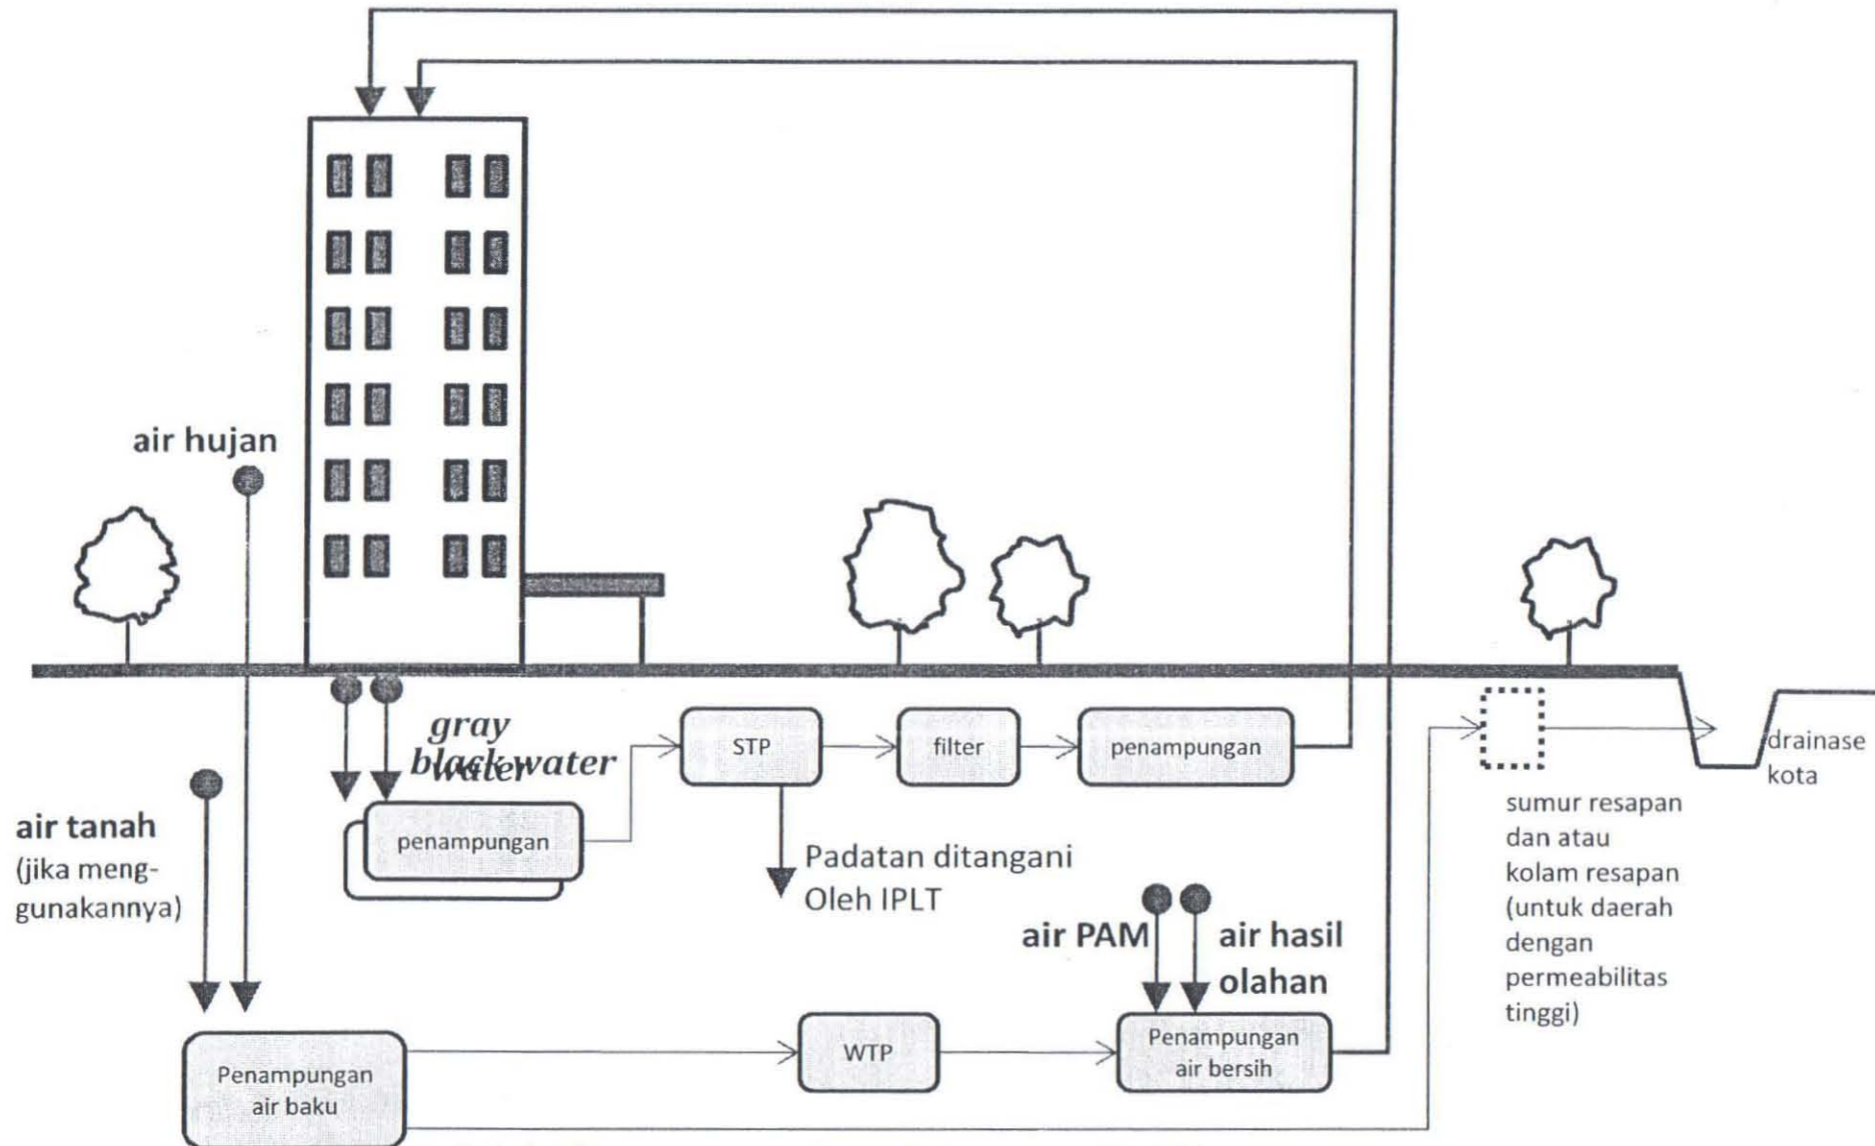 air hujan
gray
water
black water
STP
filter
penampungan
drainase
kota
penampungan
air tanah
(jika meng-
gunakannya)
Padatan ditangani
Oleh IPLT
sumur resapan
dan atau
kolam resapan
(untuk daerah
dengan
permeabilitas
tinggi)
air PAM
air hasil
olahan
Penampungan
air baku
WTP
Penampungan
air bersih